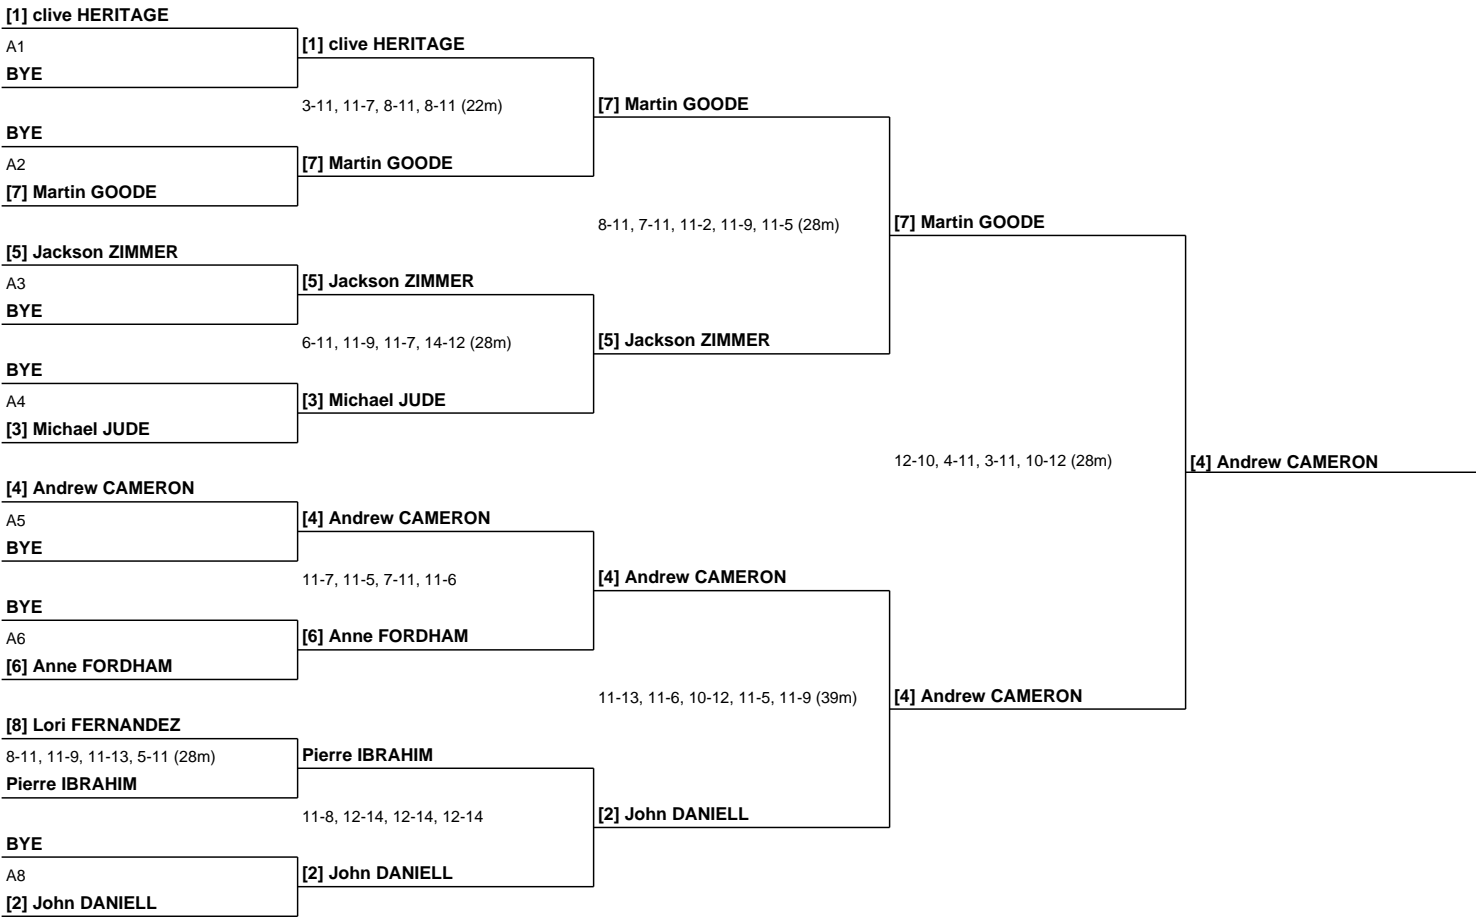 [1] clive HERITAGE
A1
BYE
[1] clive HERITAGE
3-11, 11-7, 8-11, 8-11 (22m)
BYE
A2
[7] Martin GOODE
[7] Martin GOODE
[7] Martin GOODE
8-11, 7-11, 11-2, 11-9, 11-5 (28m)
[7] Martin GOODE
[5] Jackson ZIMMER
A3
BYE
[5] Jackson ZIMMER
6-11, 11-9, 11-7, 14-12 (28m)
[5] Jackson ZIMMER
BYE
A4
[3] Michael JUDE
[3] Michael JUDE
12-10, 4-11, 3-11, 10-12 (28m)
[4] Andrew CAMERON
[4] Andrew CAMERON
A5
BYE
[4] Andrew CAMERON
11-7, 11-5, 7-11, 11-6
[4] Andrew CAMERON
BYE
A6
[6] Anne FORDHAM
[6] Anne FORDHAM
11-13, 11-6, 10-12, 11-5, 11-9 (39m)
[4] Andrew CAMERON
[8] Lori FERNANDEZ
8-11, 11-9, 11-13, 5-11 (28m)
Pierre IBRAHIM
Pierre IBRAHIM
11-8, 12-14, 12-14, 12-14
[2] John DANIELL
BYE
A8
[2] John DANIELL
[2] John DANIELL